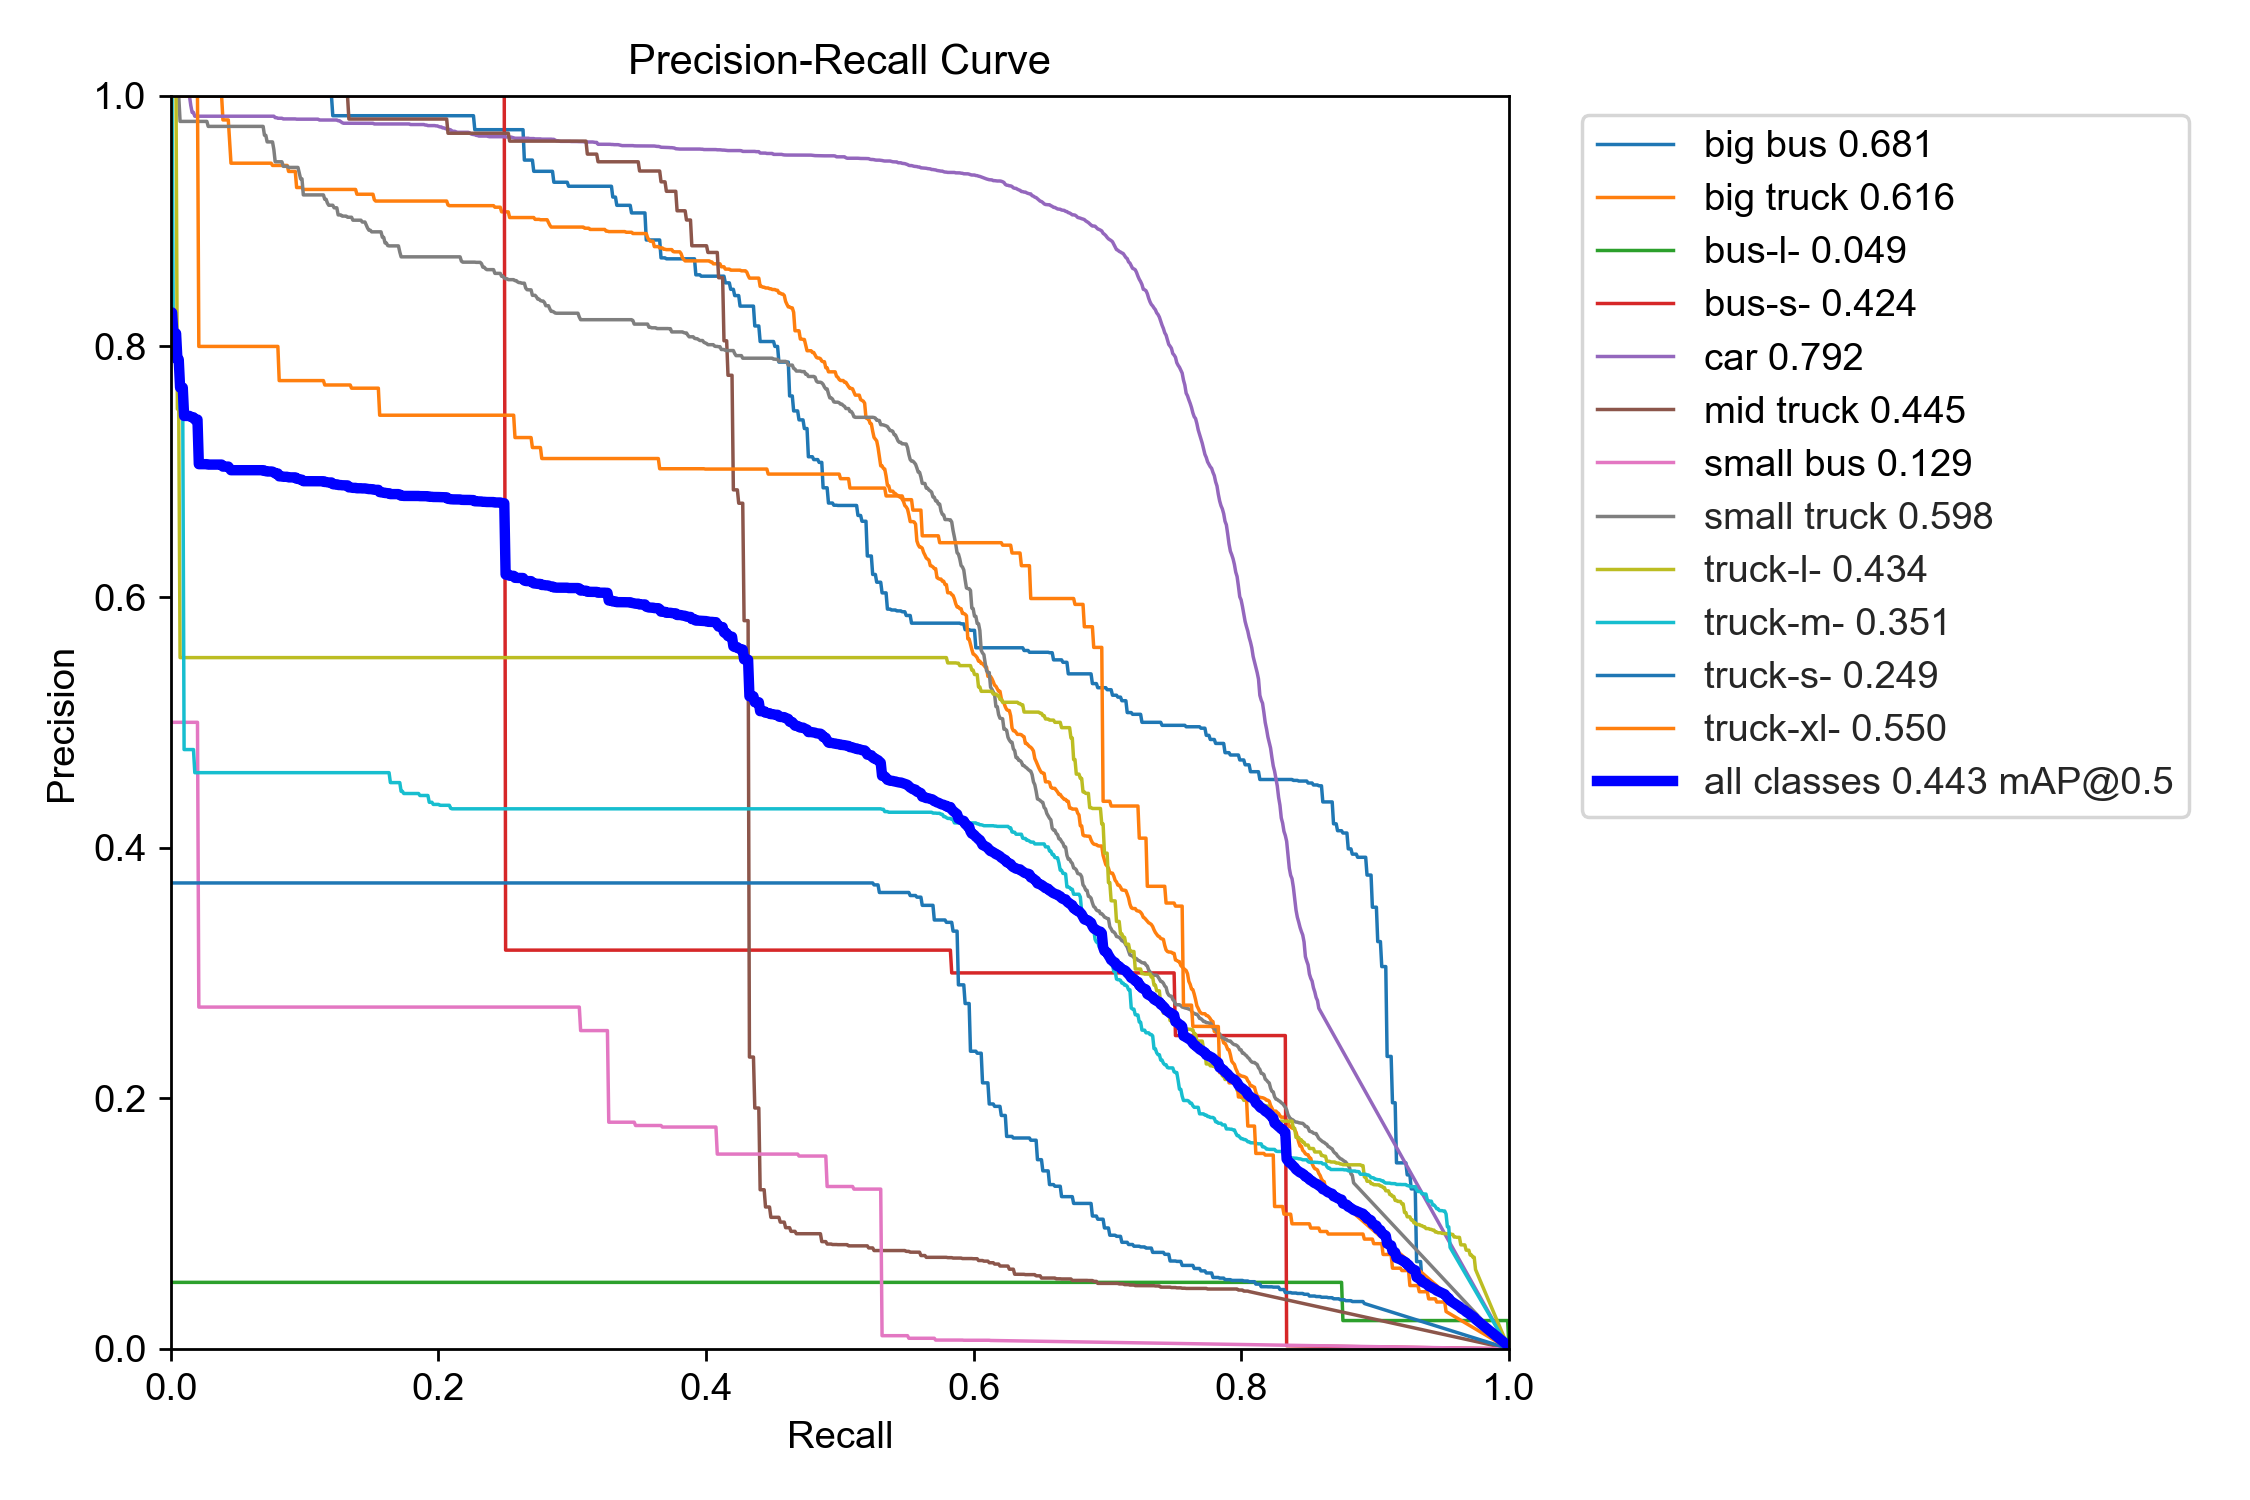 Precision-Recall Curve
1.0
0.8
0.6
0.4
0.2
0.0
Precision
0.0 0.2 0.4 0.6 0.8 1.0
Recall
big bus 0.681
big truck 0.616
bus-l- 0.049
bus-s- 0.424
car 0.792
mid truck 0.445
small bus 0.129
small truck 0.598
truck-l- 0.434
truck-m- 0.351
truck-s- 0.249
truck-xl- 0.550
all classes 0.443 mAP@0.5